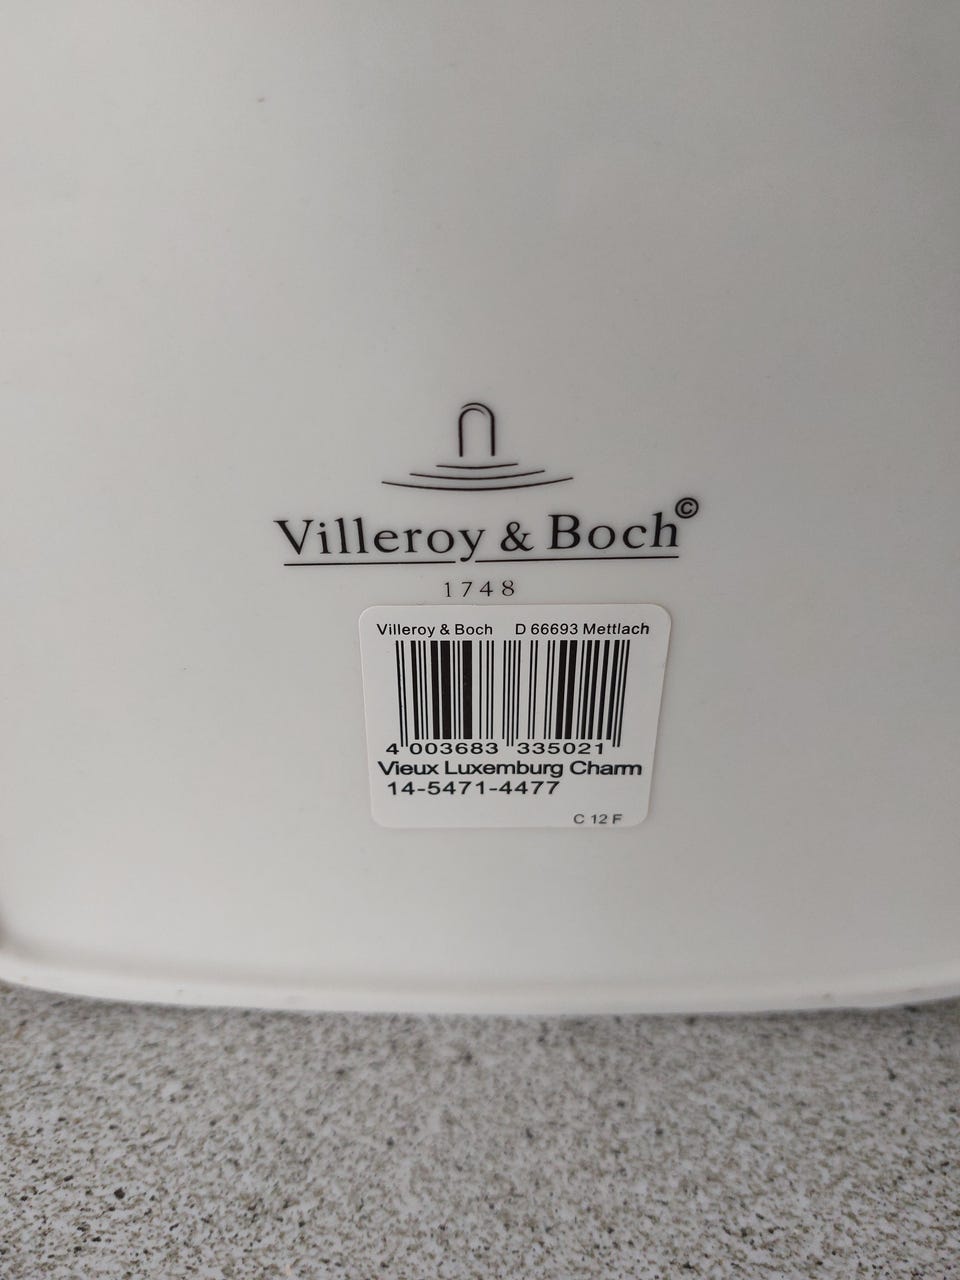 Villeroy & Boch©
1748
Villeroy & Boch D 66693 Mettlach
4 003683 335021
Vieux Luxemburg Charm
14-5471-4477
C 12 F